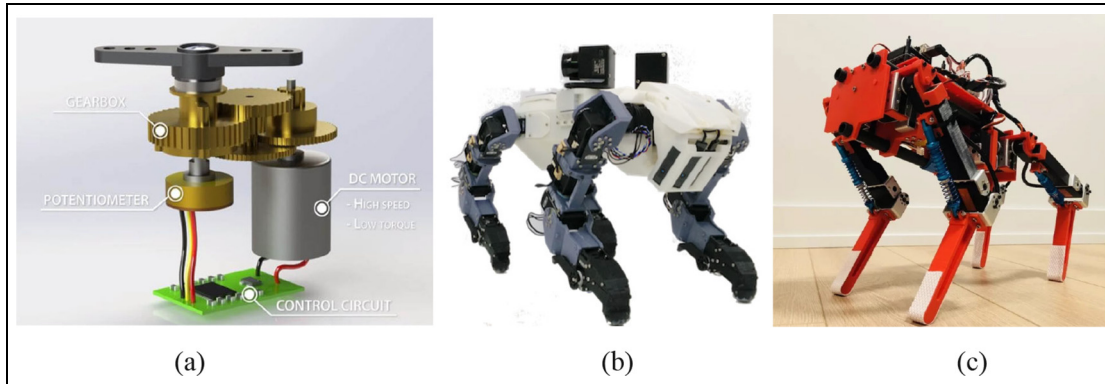 GEARBOX
POTENTIOMETER
DC MOTOR
- HIGH SPEED
- LOW TORQUE
CONTROL CIRCUIT
(a)
(b)
(c)